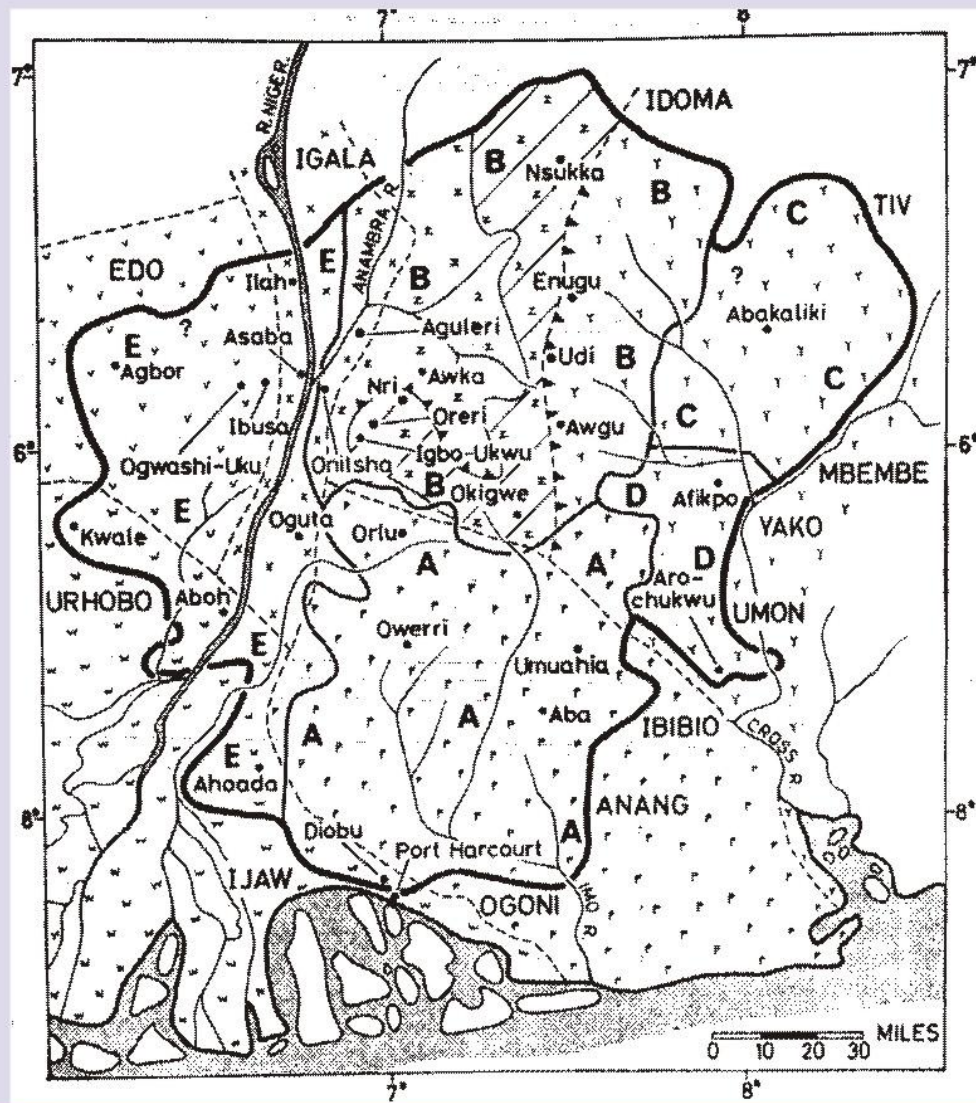 7°
8
7°
7°
R. NIGER.
IDOMA
IGALA
B
Nsukka
B
C
TIV
ANAMBRA R.
EDO
E
Ilah
B
?
Enugu
Abakaliki
?
Asaba
Aguleri
E
Agbor
Udi
B
Nri
Awka
C
Oreri
C
Ibusa
Awgu
6°
6°
Ogwashi-Uku
Onitsha
Igbo-Ukwu
MBEMBE
B
Okigwe
D
Afikpo
E
YAKO
Kwale
Oguta
Orlu
A
A
D
Aro-
chukwu
URHOBO
Aboh
UMON
E
Owerri
Umuahia
A
A
Aba
IBIBIO
CROSS R
E
Ahoada
ANANG
8°
8°
Diobu
A
Port Harcourt
IJAW
OGONI
IMO R
MILES
0 10 20 30
7°
8°